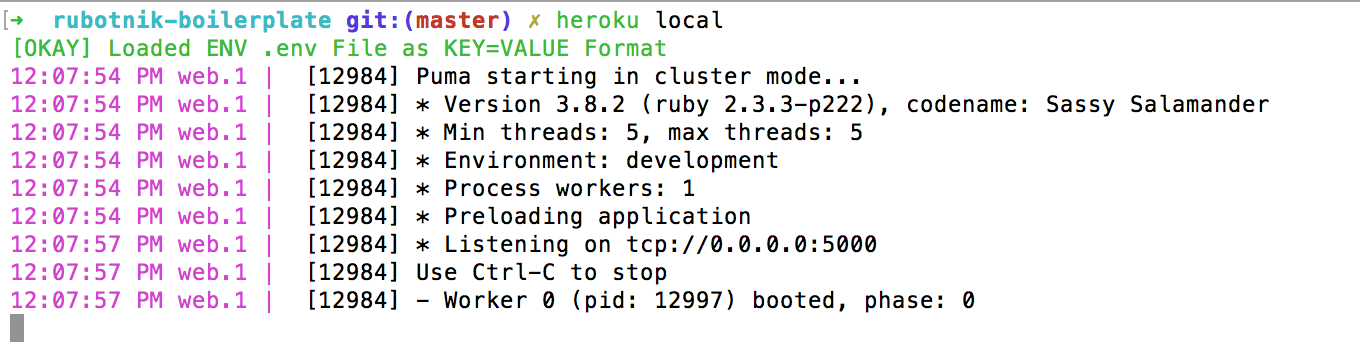 ➜  rubotnik-boilerplate git:(master) ✗ heroku local
[OKAY] Loaded ENV .env File as KEY=VALUE Format
12:07:54 PM web.1 |  [12984] Puma starting in cluster mode...
12:07:54 PM web.1 |  [12984] * Version 3.8.2 (ruby 2.3.3-p222), codename: Sassy Salamander
12:07:54 PM web.1 |  [12984] * Min threads: 5, max threads: 5
12:07:54 PM web.1 |  [12984] * Environment: development
12:07:54 PM web.1 |  [12984] * Process workers: 1
12:07:54 PM web.1 |  [12984] * Preloading application
12:07:57 PM web.1 |  [12984] * Listening on tcp://0.0.0.0:5000
12:07:57 PM web.1 |  [12984] Use Ctrl-C to stop
12:07:57 PM web.1 |  [12984] - Worker 0 (pid: 12997) booted, phase: 0